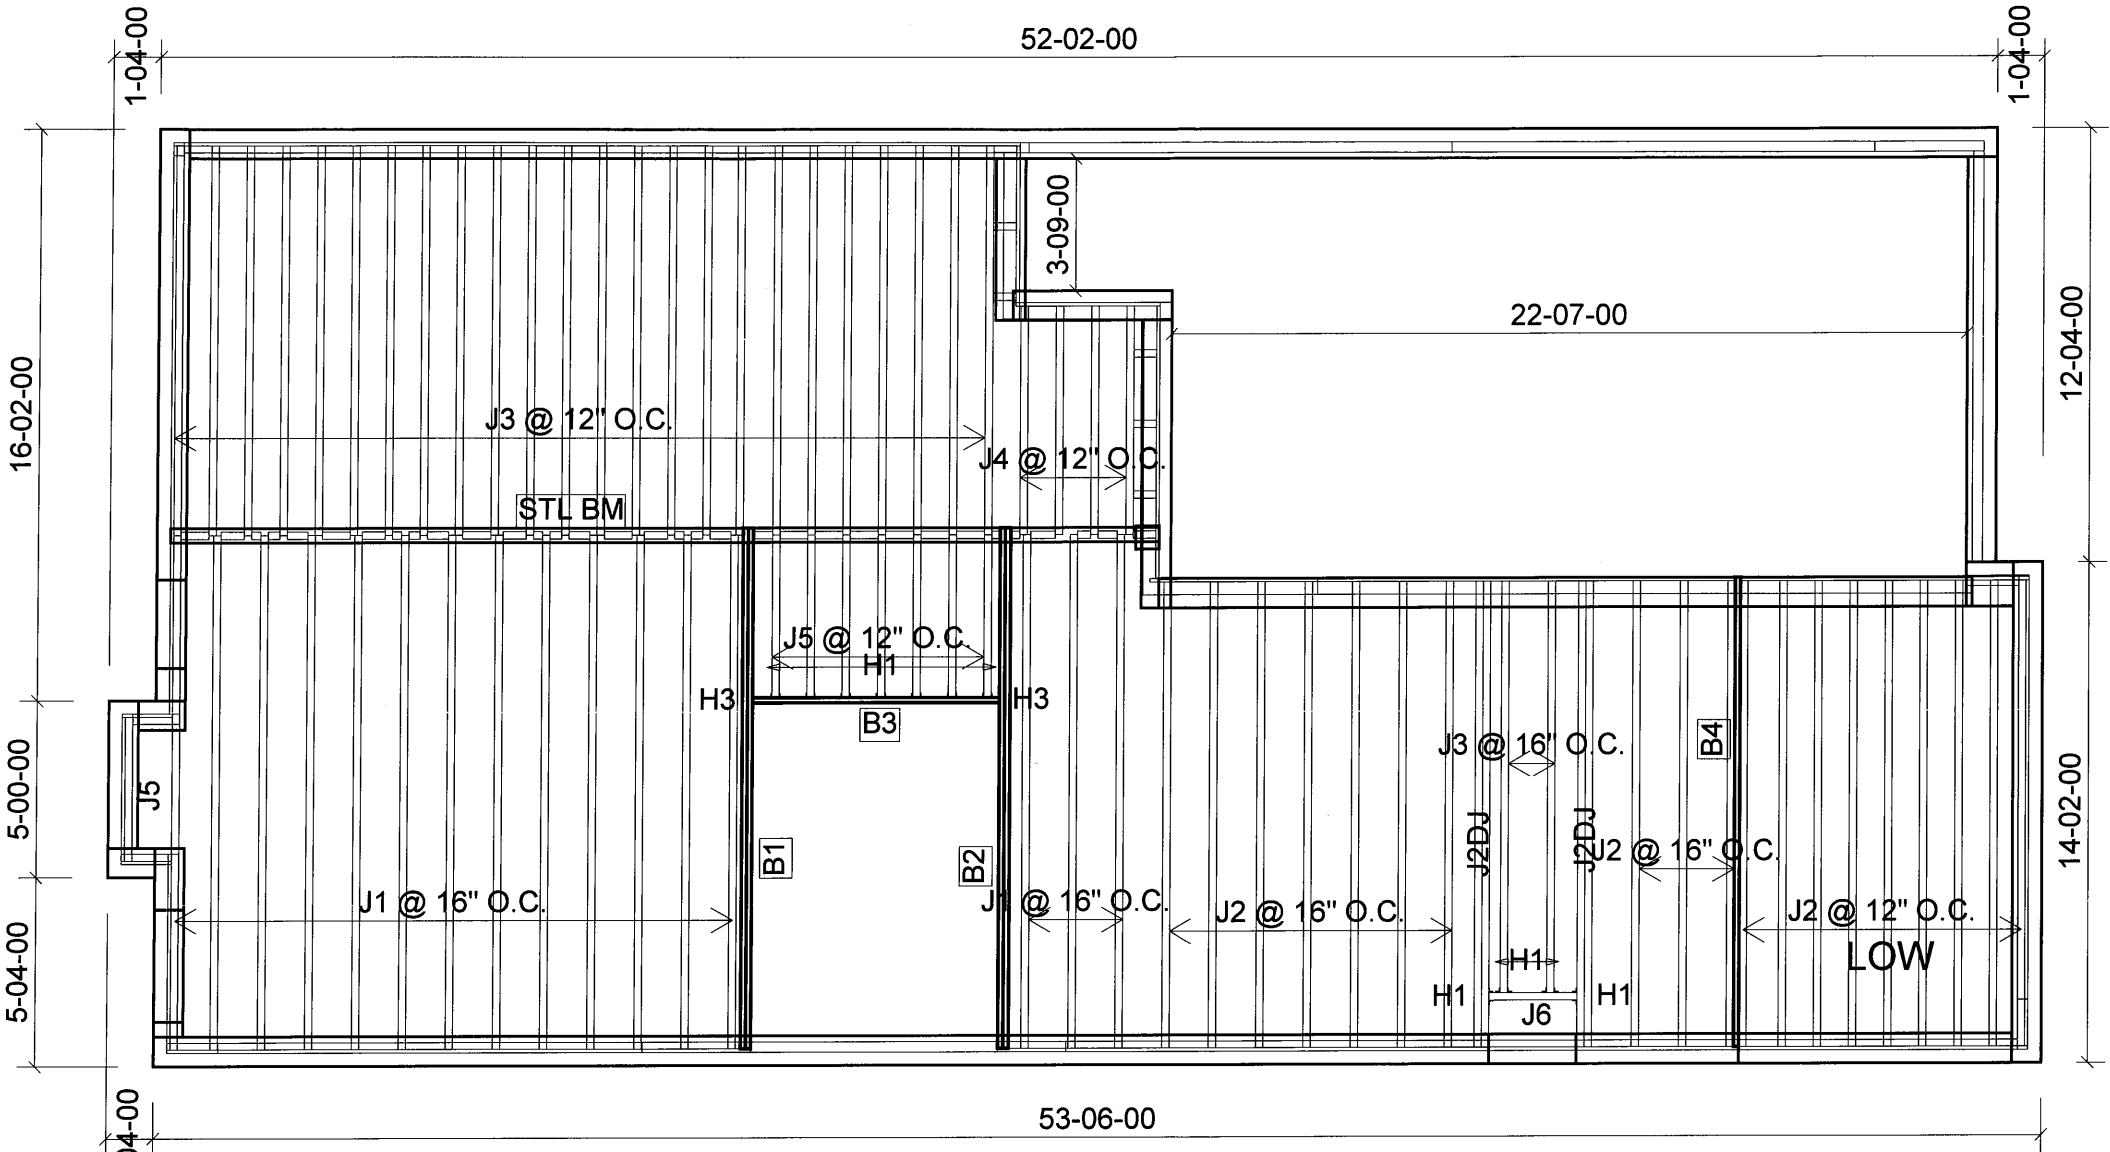 52-02-00
1-04-00
1-04-00
3-09-00
22-07-00
12-04-00
16-02-00
J3 @ 12" O.C.
J4 @ 12" O.C.
STL BM
J5 @ 12" O.C.
H1
H3
H3
B3
J3 @ 16" O.C.
B4
J5
5-00-00
14-02-00
J2DJ
J2DJ
B1
B2
J2 @ 16" O.C.
J1 @ 16" O.C.
J1 @ 16" O.C.
J2 @ 16" O.C.
J2 @ 12" O.C.
LOW
5-04-00
H1
H1
H1
J6
53-06-00
04-00